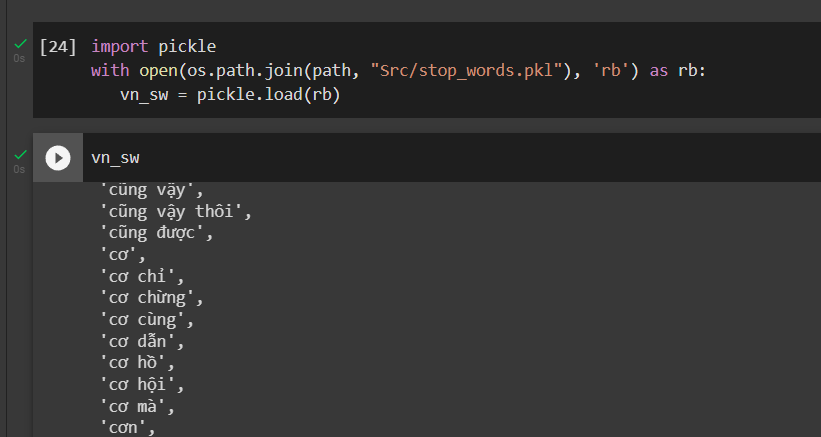 [24] import pickle
with open(os.path.join(path, "Src/stop_words.pkl"), 'rb') as rb:
vn_sw = pickle.load(rb)
0s
vn_sw
0s
'cũng vậy',
'cũng vậy thôi',
'cũng được',
'cơ',
'cơ chỉ',
'cơ chừng',
'cơ cùng',
'cơ dẫn',
'cơ hồ',
'cơ hội',
'cơ mà',
'cơn',